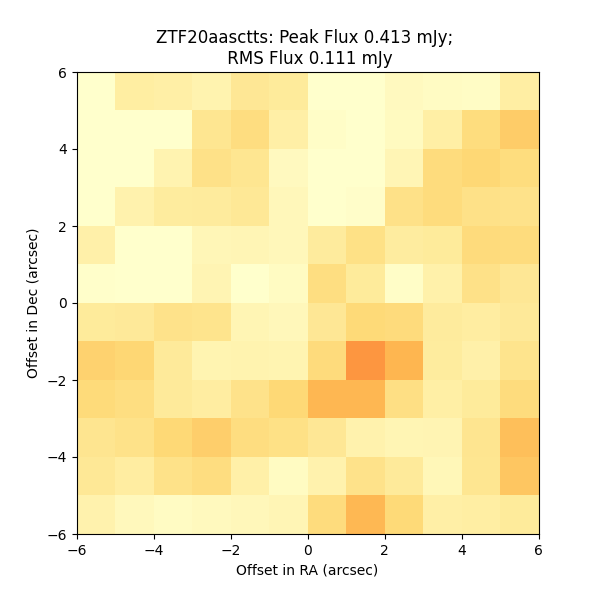 ZTF20aasctts: Peak Flux 0.413 mJy;
RMS Flux 0.111 mJy
6
4
2
0
−2
−4
−6
Offset in Dec (arcsec)
−6 −4 −2 0 2 4 6
Offset in RA (arcsec)